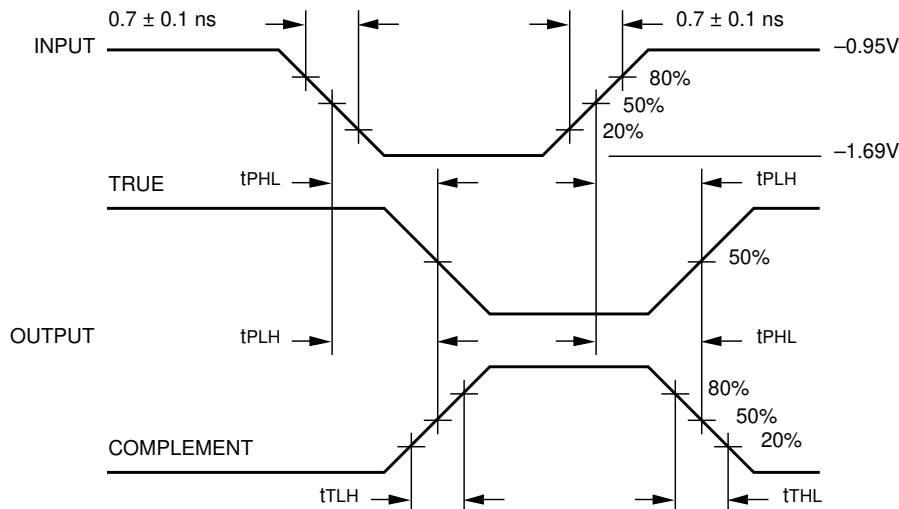 0.7 ± 0.1 ns
0.7 ± 0.1 ns
INPUT
–0.95V
80%
50%
20%
–1.69V
tPHL
tPLH
TRUE
50%
OUTPUT
tPLH
tPHL
80%
50%
20%
COMPLEMENT
tTLH
tTHL